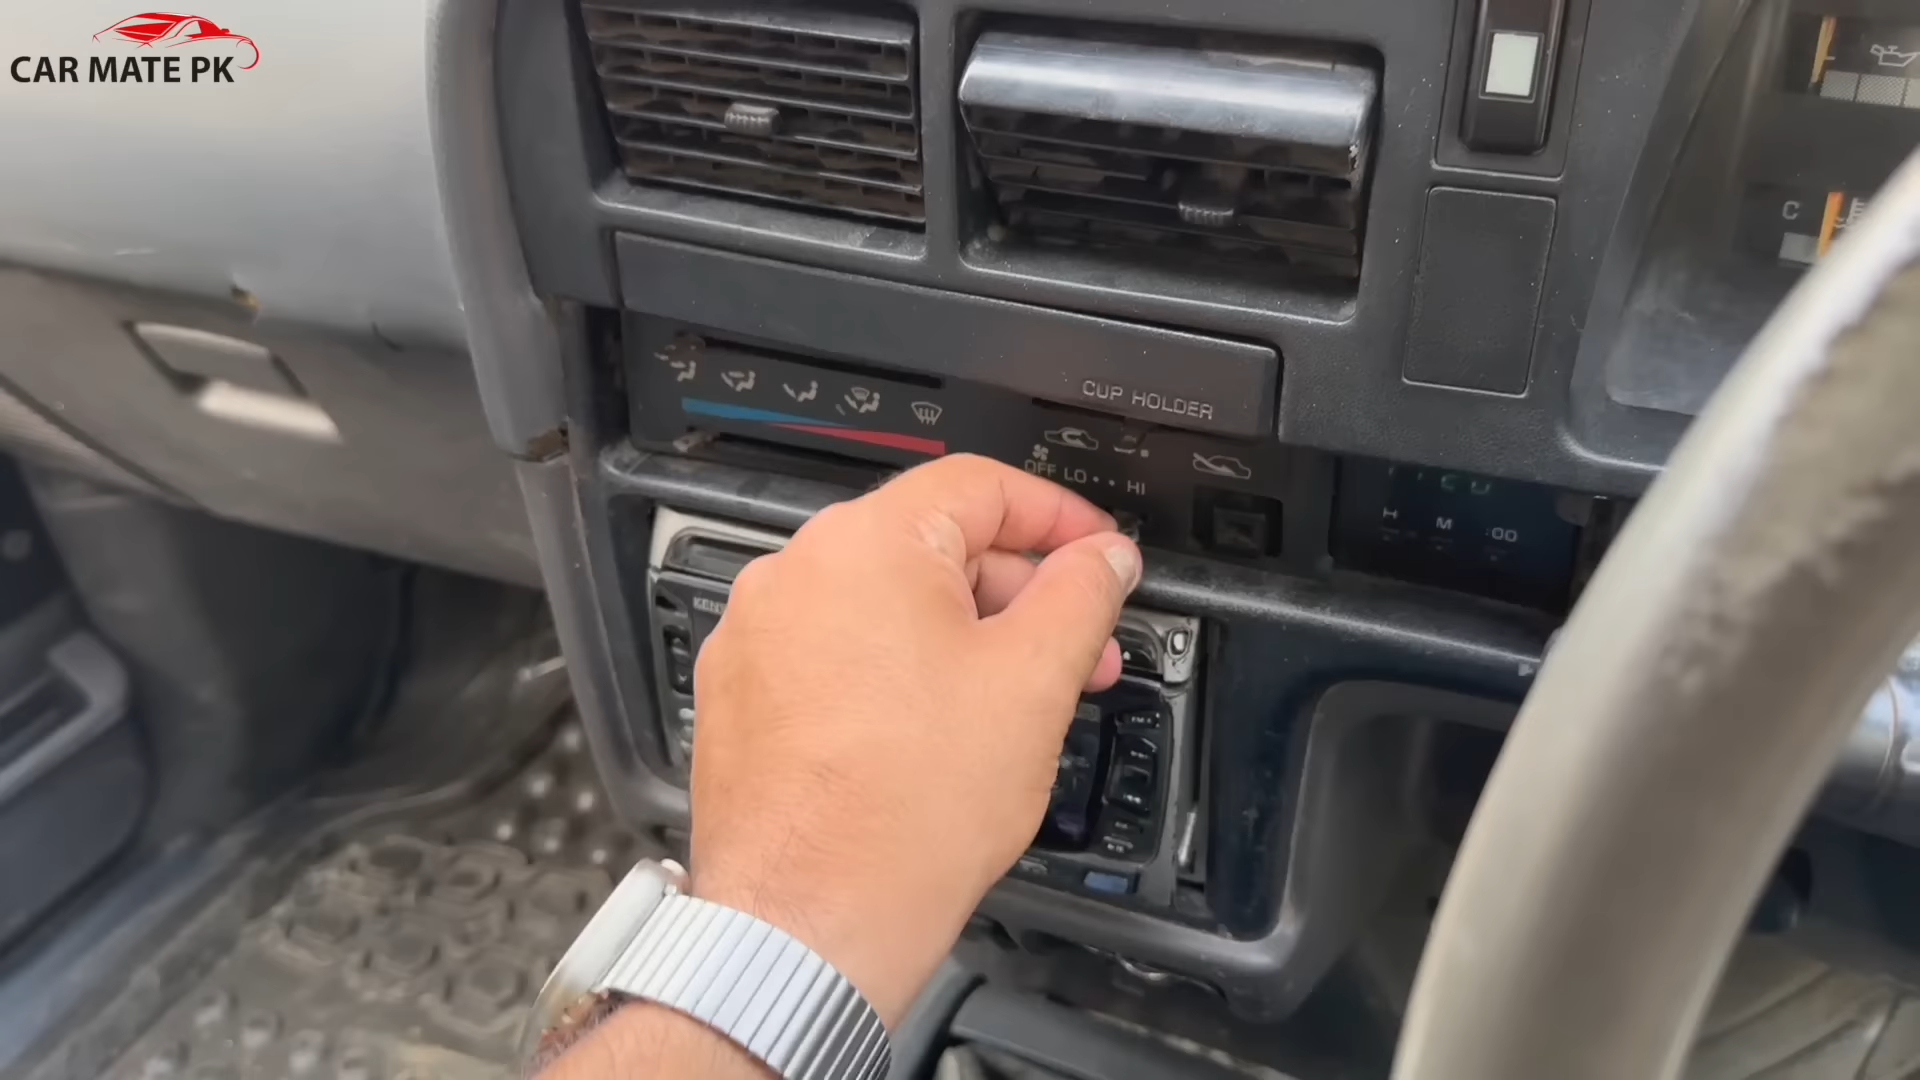 CAR MATE PK
CUP HOLDER
OFF LO • • HI
H M :00
C